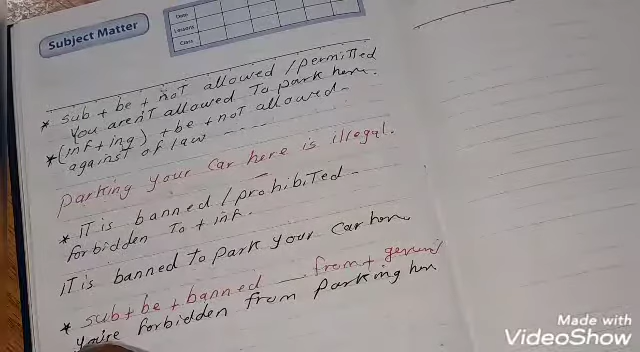 Subject Matter
Date
Lessons
Class
* sub + be + not allowed / permitted
You aren't allowed To park here.
* (inf + ing) + be + not allowed -
against of law
Parking your car here is illegal.
* IT is banned / prohibited -
forbidden To + inf.
IT is banned To park your car here
* sub + be + banned from + gerund
you're forbidden from parking here
Made with
VideoShow